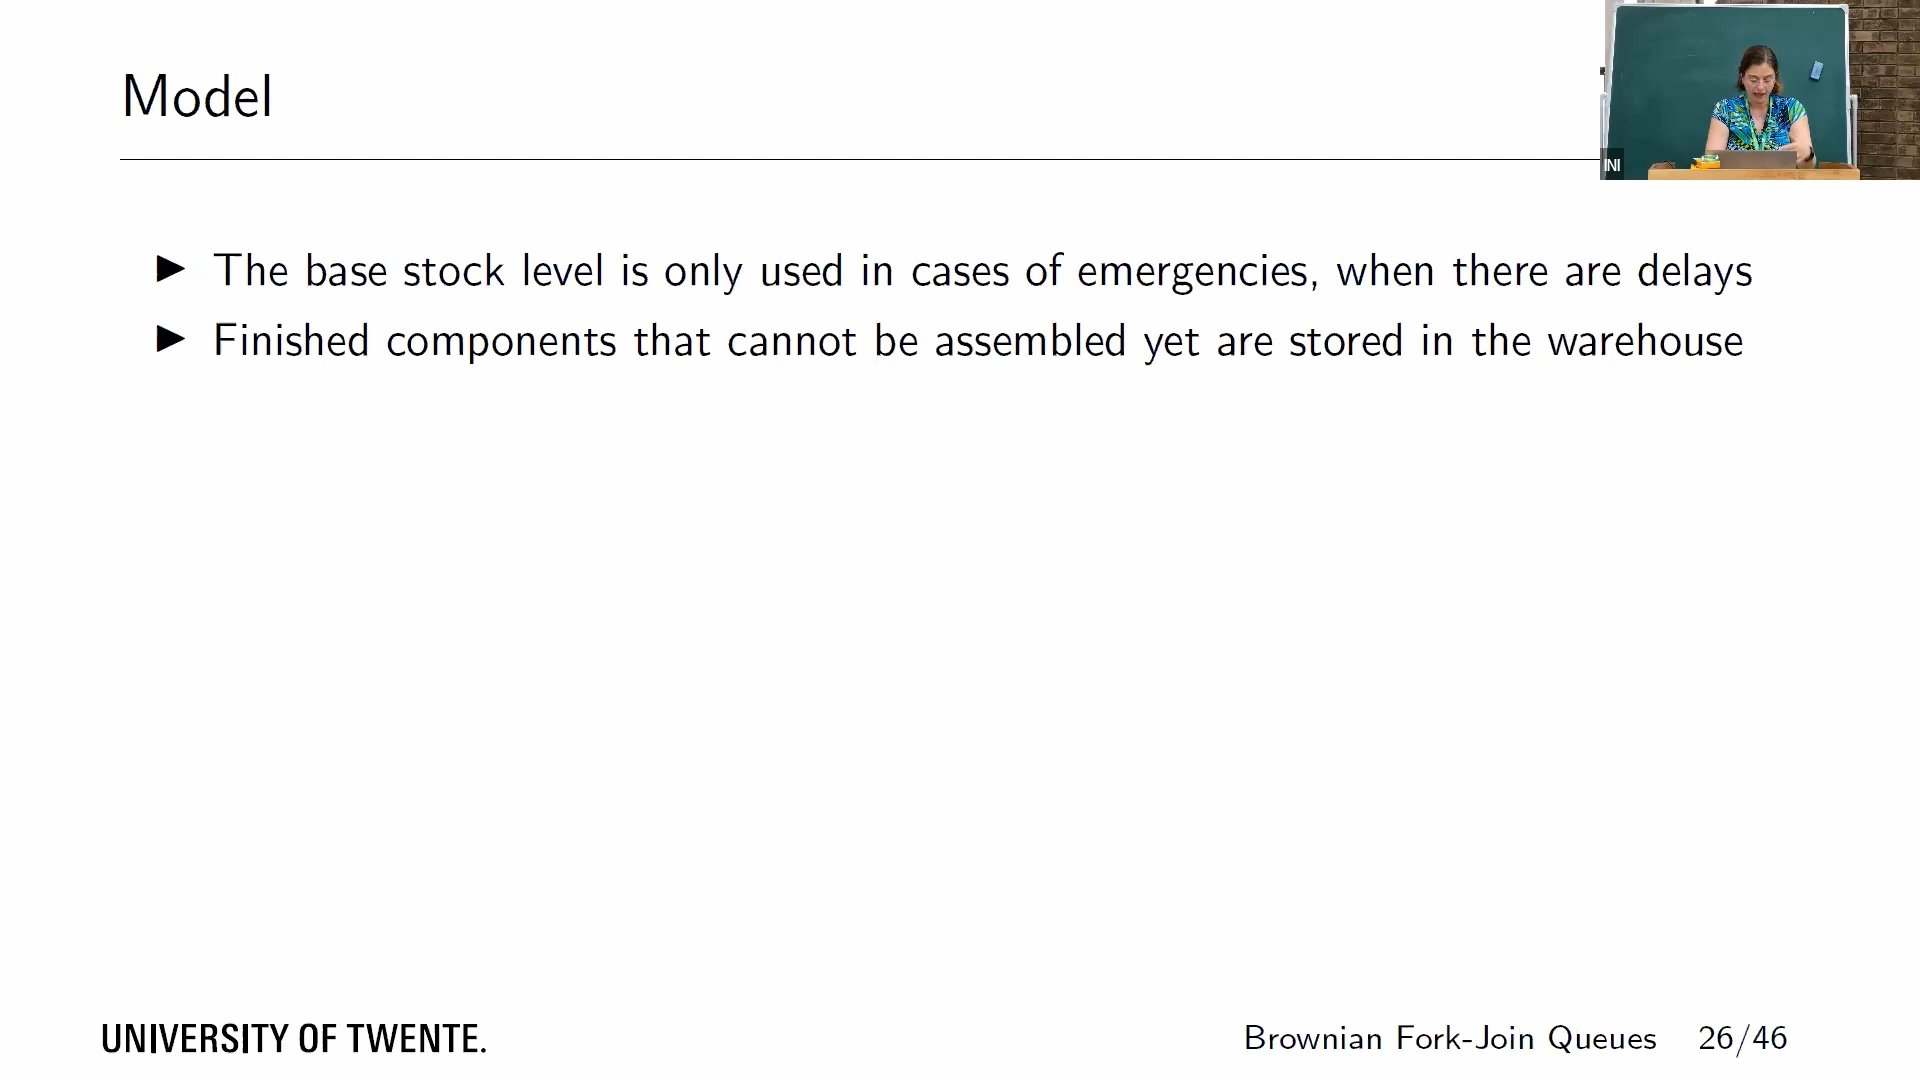 Model
INI
▶ The base stock level is only used in cases of emergencies, when there are delays
▶ Finished components that cannot be assembled yet are stored in the warehouse
UNIVERSITY OF TWENTE.
Brownian Fork-Join Queues 26/46